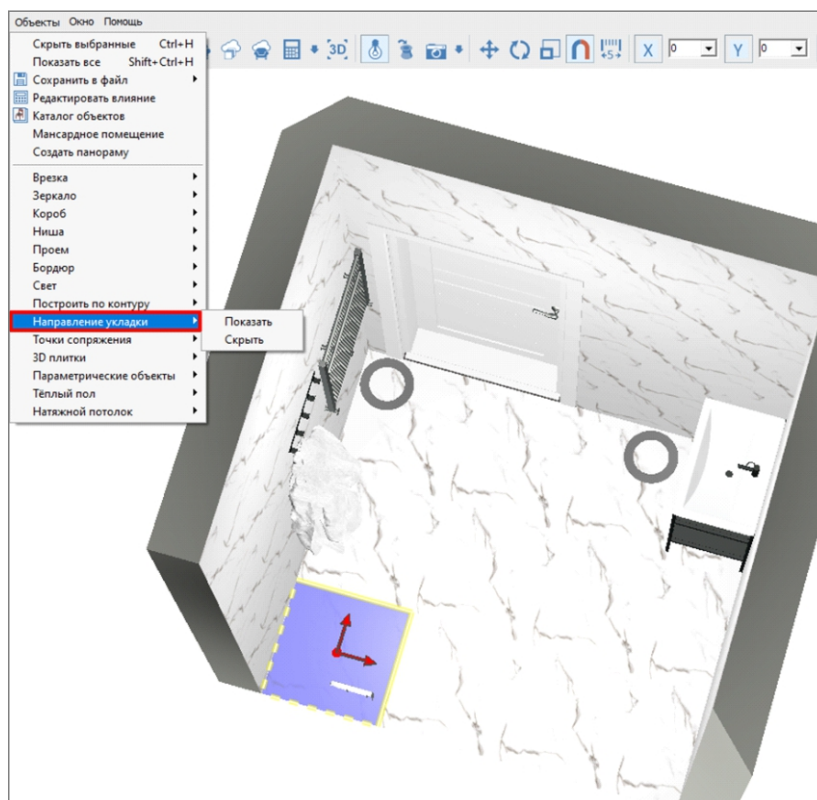 Объекты Окно Помощь
Скрыть выбранные Ctrl+H
Показать все Shift+Ctrl+H
Сохранить в файл
Редактировать влияние
Каталог объектов
Мансардное помещение
Создать панораму
Врезка
Зеркало
Короб
Ниша
Проем
Бордюр
Свет
Построить по контуру
Направление укладки
Точки сопряжения
3D плитки
Параметрические объекты
Тёплый пол
Натяжной потолок
Показать
Скрыть
3D
5
X 0 Y 0